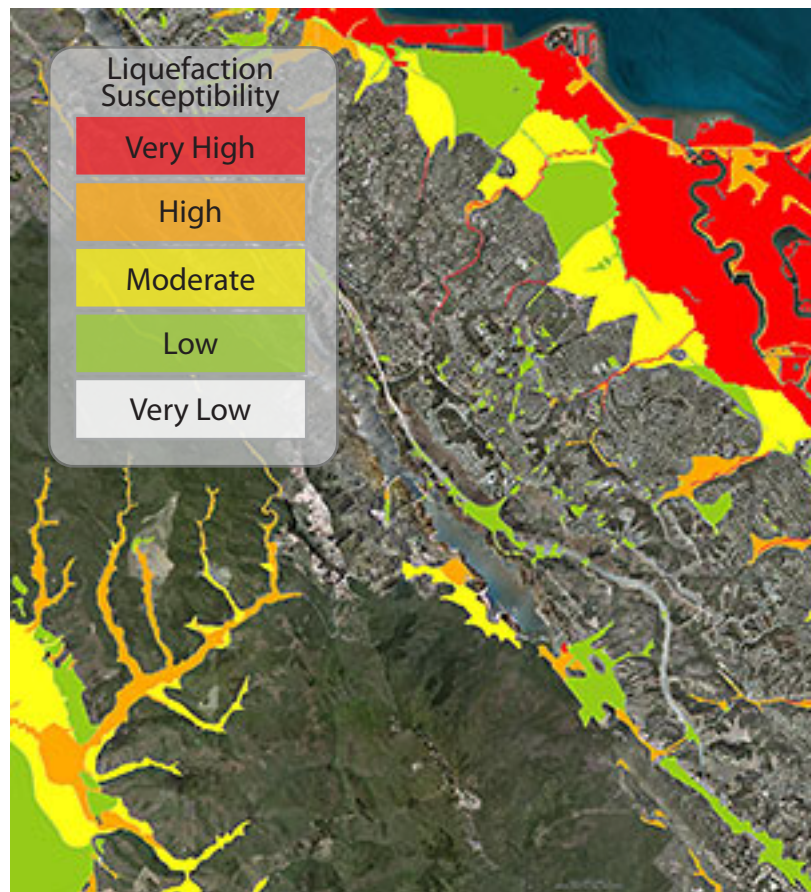 Liquefaction
Susceptibility
Very High
High
Moderate
Low
Very Low